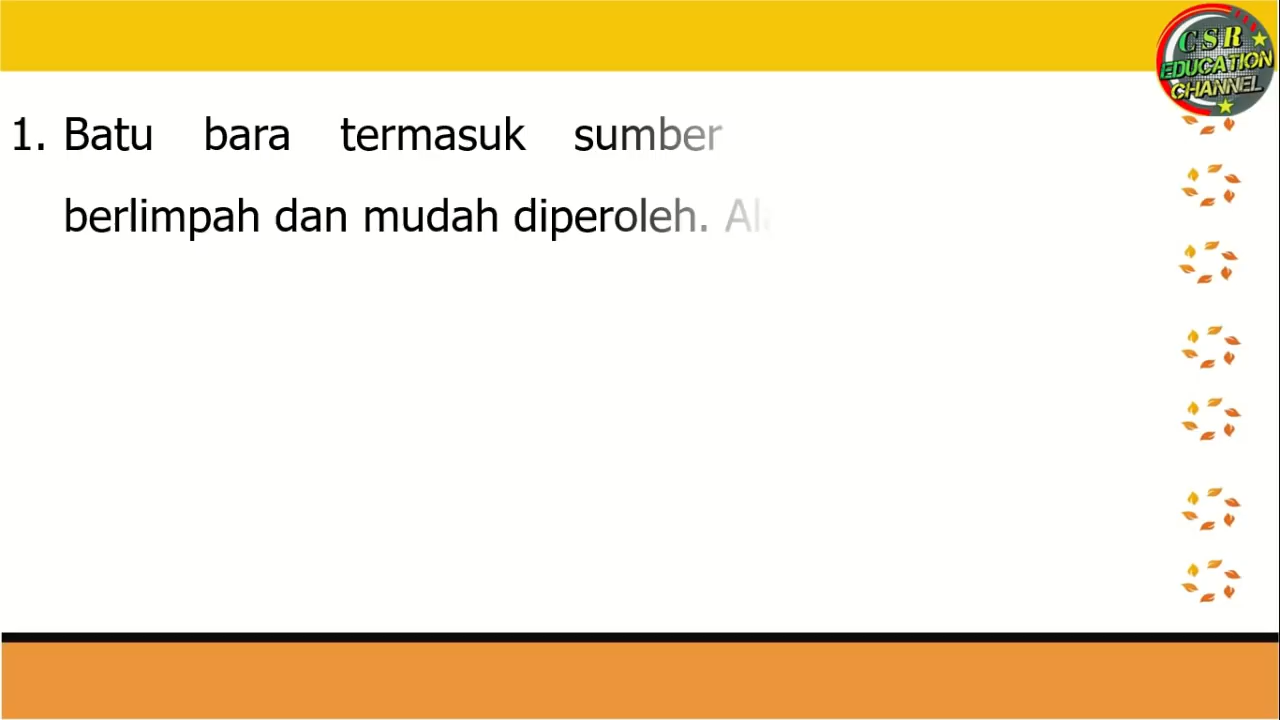 CSR
EDUCATION
CHANNEL
1. Batu bara termasuk sumber
berlimpah dan mudah diperoleh.